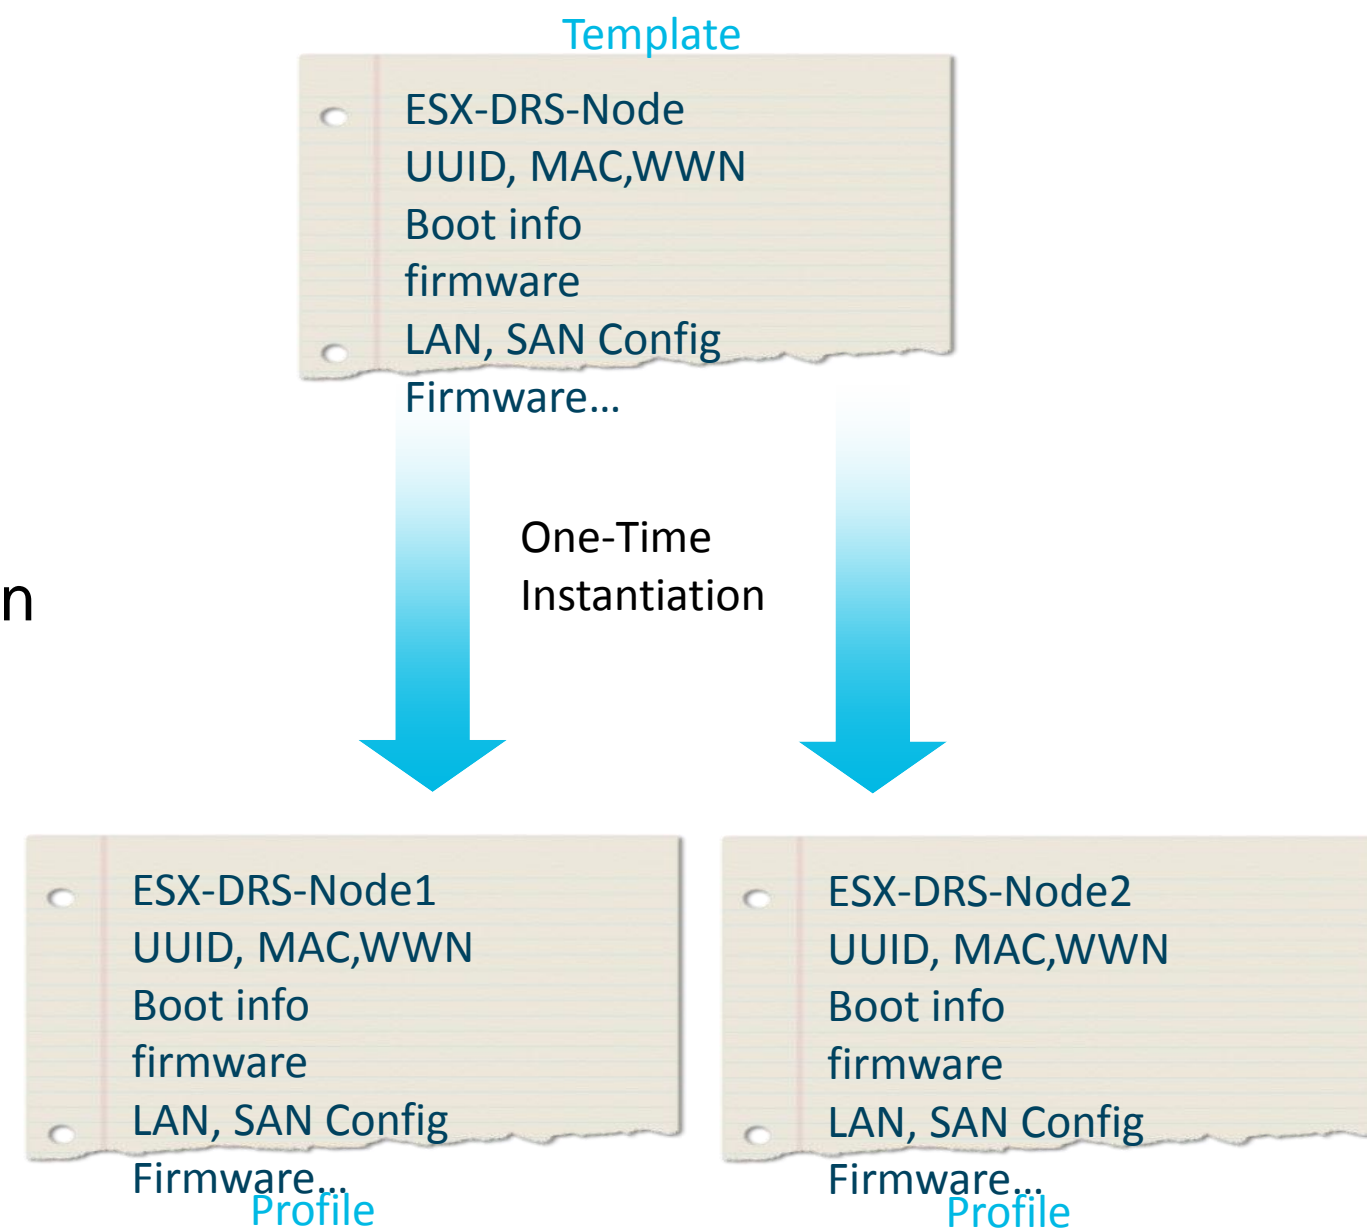 Template
ESX-DRS-Node
UUID, MAC,WWN
Boot info
firmware
LAN, SAN Config
Firmware...
One-Time
Instantiation
n
ESX-DRS-Node1
UUID, MAC,WWN
Boot info
firmware
LAN, SAN Config
Firmware...
Profile
ESX-DRS-Node2
UUID, MAC,WWN
Boot info
firmware
LAN, SAN Config
Firmware...
Profile